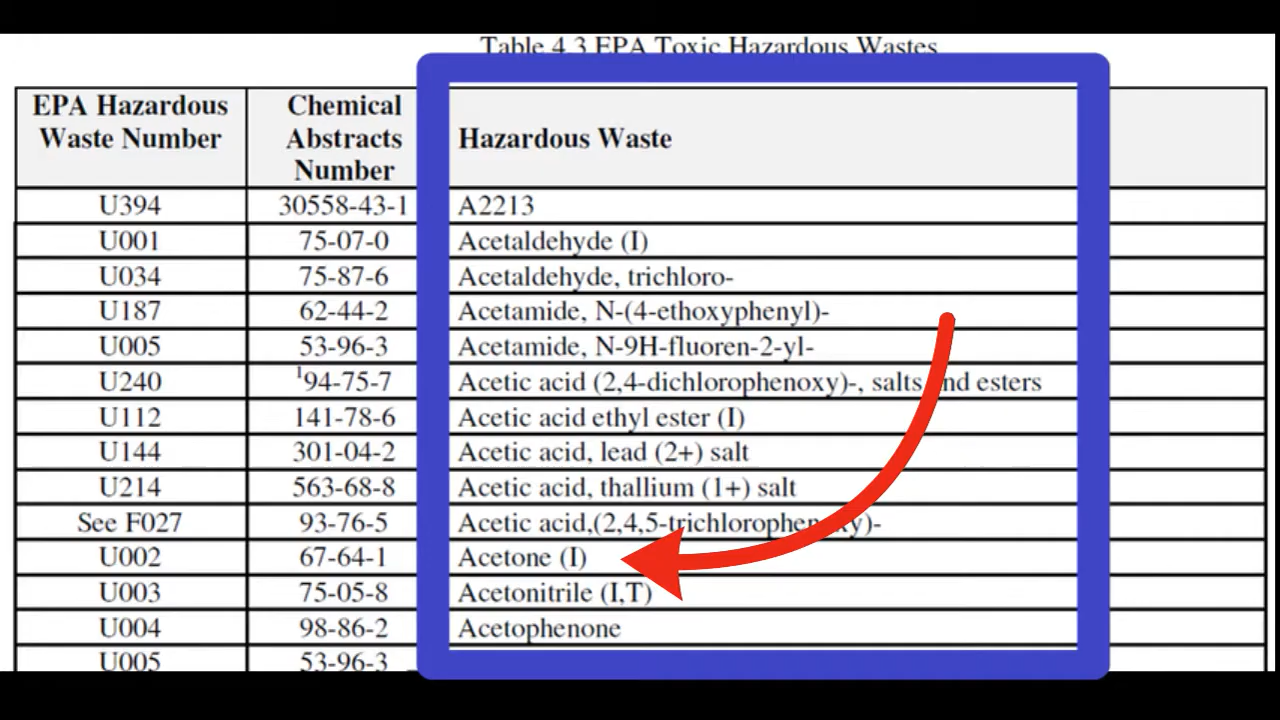 Table 4.3 EPA Toxic Hazardous Wastes
EPA Hazardous Waste Number Chemical Abstracts Number Hazardous Waste
U394 30558-43-1 A2213
U001 75-07-0 Acetaldehyde (I)
U034 75-87-6 Acetaldehyde, trichloro-
U187 62-44-2 Acetamide, N-(4-ethoxyphenyl)-
U005 53-96-3 Acetamide, N-9H-fluoren-2-yl-
U240 ¹94-75-7 Acetic acid (2,4-dichlorophenoxy)-, salts and esters
U112 141-78-6 Acetic acid ethyl ester (I)
U144 301-04-2 Acetic acid, lead (2+) salt
U214 563-68-8 Acetic acid, thallium (1+) salt
See F027 93-76-5 Acetic acid,(2,4,5-trichlorophenoxy)-
U002 67-64-1 Acetone (I)
U003 75-05-8 Acetonitrile (I,T)
U004 98-86-2 Acetophenone
U005 53-96-3